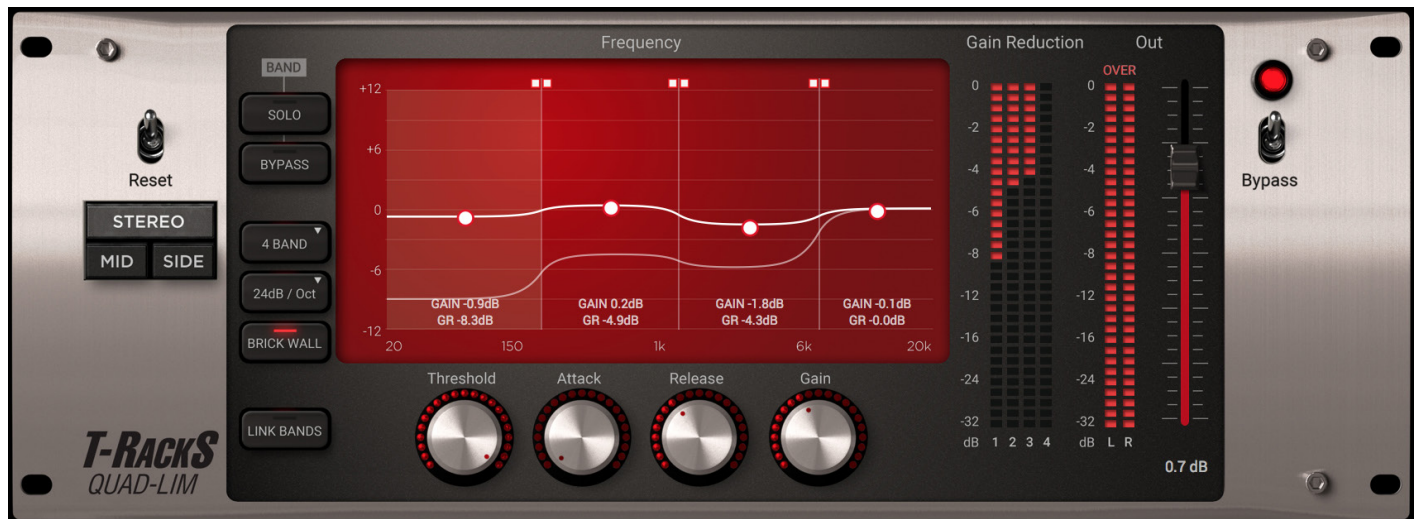 Frequency
Gain Reduction
Out
BAND
SOLO
BYPASS
4 BAND
24dB / Oct
BRICK WALL
LINK BANDS
Reset
STEREO
MID SIDE
T-RackS
QUAD-LIM
+12
+6
0
-6
-12
GAIN -0.9dB GAIN 0.2dB GAIN -1.8dB GAIN -0.1dB
GR -8.3dB GR -4.9dB GR -4.3dB GR -0.0dB
20 150 1k 6k 20k
Threshold Attack Release Gain
0
-2
-4
-6
-8
-12
-16
-24
-32
dB 1 2 3 4
OVER
0
-2
-4
-6
-8
-12
-16
-24
-32
dB L R
0.7 dB
Bypass